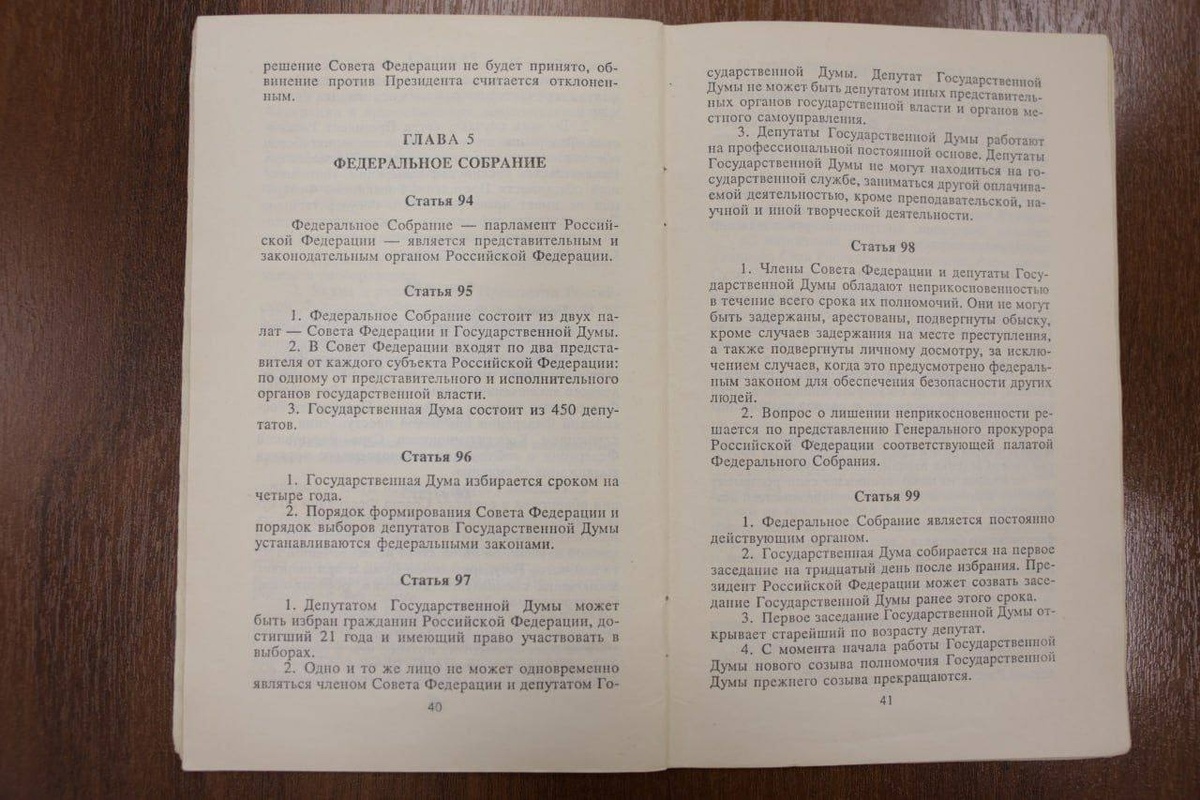 решение Совета Федерации не будет принято, об-
винение против Президента считается отклонен-
ным.
ГЛАВА 5
ФЕДЕРАЛЬНОЕ СОБРАНИЕ
Статья 94
Федеральное Собрание — парламент Россий-
ской Федерации — является представительным и
законодательным органом Российской Федерации.
Статья 95
1. Федеральное Собрание состоит из двух па-
лат — Совета Федерации и Государственной Думы.
2. В Совет Федерации входят по два предста-
вителя от каждого субъекта Российской Федерации:
по одному от представительного и исполнительного
органов государственной власти.
3. Государственная Дума состоит из 450 депу-
татов.
Статья 96
1. Государственная Дума избирается сроком на
четыре года.
2. Порядок формирования Совета Федерации и
порядок выборов депутатов Государственной Думы
устанавливаются федеральными законами.
Статья 97
1. Депутатом Государственной Думы может
быть избран гражданин Российской Федерации, до-
стигший 21 года и имеющий право участвовать в
выборах.
2. Одно и то же лицо не может одновременно
являться членом Совета Федерации и депутатом Го-
40
сударственной Думы. Депутат Государственной
Думы не может быть депутатом иных представитель-
ных органов государственной власти и органов ме-
стного самоуправления.
3. Депутаты Государственной Думы работают
на профессиональной постоянной основе. Депутаты
Государственной Думы не могут находиться на го-
сударственной службе, заниматься другой оплачива-
емой деятельностью, кроме преподавательской, на-
учной и иной творческой деятельности.
Статья 98
1. Члены Совета Федерации и депутаты Госу-
дарственной Думы обладают неприкосновенностью
в течение всего срока их полномочий. Они не могут
быть задержаны, арестованы, подвергнуты обыску,
кроме случаев задержания на месте преступления,
а также подвергнуты личному досмотру, за исклю-
чением случаев, когда это предусмотрено федераль-
ным законом для обеспечения безопасности других
людей.
2. Вопрос о лишении неприкосновенности ре-
шается по представлению Генерального прокурора
Российской Федерации соответствующей палатой
Федерального Собрания.
Статья 99
1. Федеральное Собрание является постоянно
действующим органом.
2. Государственная Дума собирается на первое
заседание на тридцатый день после избрания. Пре-
зидент Российской Федерации может созвать засе-
дание Государственной Думы ранее этого срока.
3. Первое заседание Государственной Думы от-
крывает старейший по возрасту депутат.
4. С момента начала работы Государственной
Думы нового созыва полномочия Государственной
Думы прежнего созыва прекращаются.
41